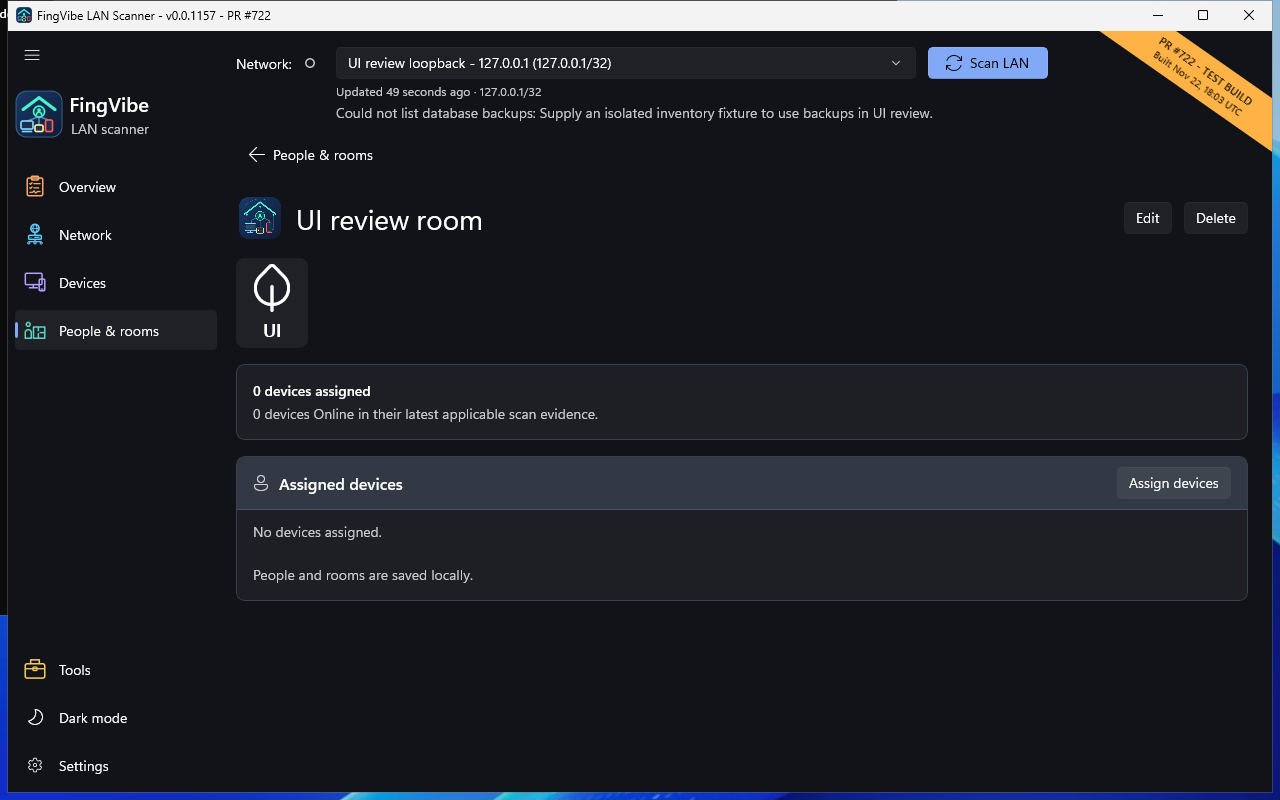 FingVibe LAN Scanner - v0.0.1157 - PR #722
PR #722 - TEST BUILD
Built Nov 22, 18:03 UTC
Network:
UI review loopback - 127.0.0.1 (127.0.0.1/32)
Scan LAN
Updated 49 seconds ago · 127.0.0.1/32
Could not list database backups: Supply an isolated inventory fixture to use backups in UI review.
FingVibe
LAN scanner
Overview
Network
Devices
People & rooms
Tools
Dark mode
Settings
People & rooms
UI review room
Edit
Delete
UI
0 devices assigned
0 devices Online in their latest applicable scan evidence.
Assigned devices
Assign devices
No devices assigned.
People and rooms are saved locally.